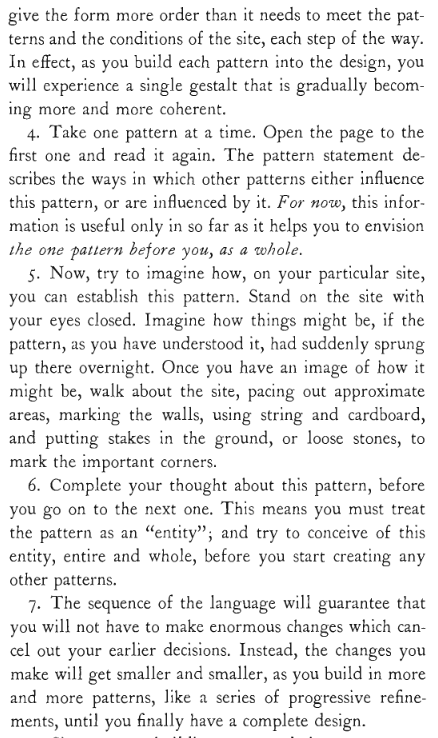 give the form more order than it needs to meet the pat-
terns and the conditions of the site, each step of the way.
In effect, as you build each pattern into the design, you
will experience a single gestalt that is gradually becom-
ing more and more coherent.
4. Take one pattern at a time. Open the page to the
first one and read it again. The pattern statement de-
scribes the ways in which other patterns either influence
this pattern, or are influenced by it. For now, this infor-
mation is useful only in so far as it helps you to envision
the one pattern before you, as a whole.
5. Now, try to imagine how, on your particular site,
you can establish this pattern. Stand on the site with
your eyes closed. Imagine how things might be, if the
pattern, as you have understood it, had suddenly sprung
up there overnight. Once you have an image of how it
might be, walk about the site, pacing out approximate
areas, marking the walls, using string and cardboard,
and putting stakes in the ground, or loose stones, to
mark the important corners.
6. Complete your thought about this pattern, before
you go on to the next one. This means you must treat
the pattern as an “entity”; and try to conceive of this
entity, entire and whole, before you start creating any
other patterns.
7. The sequence of the language will guarantee that
you will not have to make enormous changes which can-
cel out your earlier decisions. Instead, the changes you
make will get smaller and smaller, as you build in more
and more patterns, like a series of progressive refine-
ments, until you finally have a complete design.